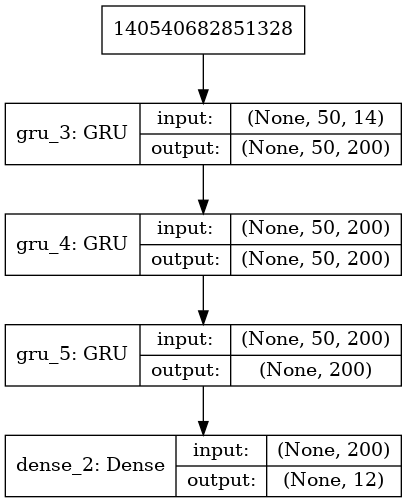 140540682851328
gru_3: GRU
input: (None, 50, 14)
output: (None, 50, 200)
gru_4: GRU
input: (None, 50, 200)
output: (None, 50, 200)
gru_5: GRU
input: (None, 50, 200)
output: (None, 200)
dense_2: Dense
input: (None, 200)
output: (None, 12)